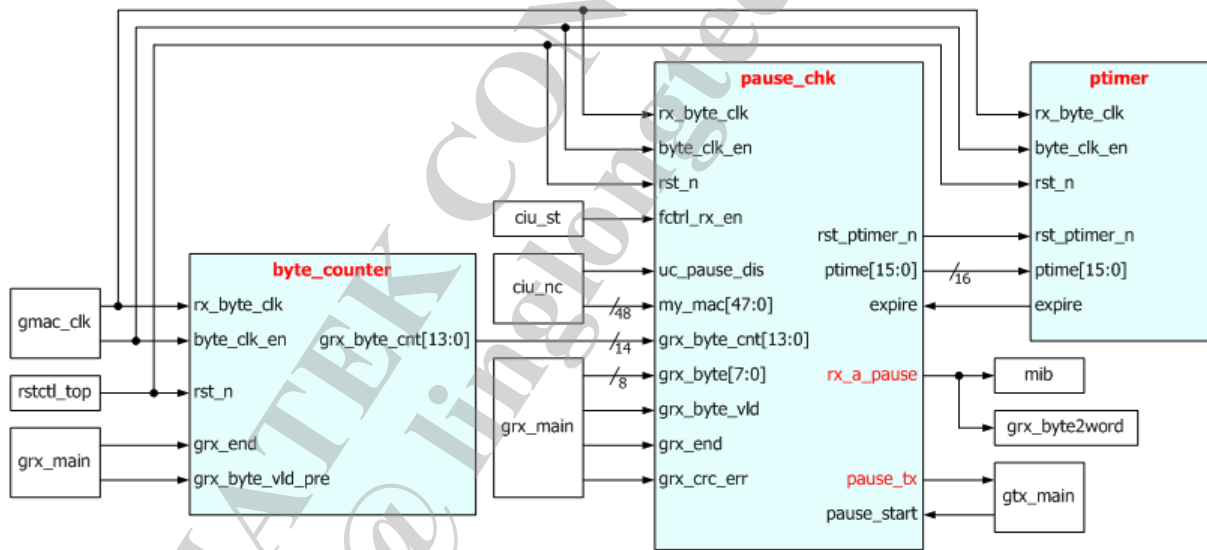 pause_chk
ptimer
rx_byte_clk
byte_clk_en
rst_n
fctrl_rx_en
uc_pause_dis
my_mac[47:0]
grx_byte_cnt[13:0]
grx_byte[7:0]
grx_byte_vld
grx_end
grx_crc_err
rst_ptimer_n
ptime[15:0]
expire
rx_a_pause
pause_tx
pause_start
rx_byte_clk
byte_clk_en
rst_n
rst_ptimer_n
ptime[15:0]
expire
/16
ciu_st
ciu_nc
/48
/14
/8
grx_main
byte_counter
rx_byte_clk
byte_clk_en
grx_byte_cnt[13:0]
rst_n
grx_end
grx_byte_vld_pre
gmac_clk
rstctl_top
grx_main
mib
grx_byte2word
gtx_main